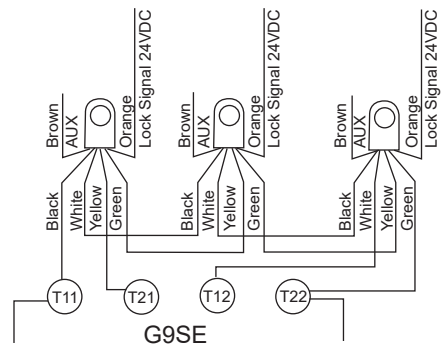 Brown
AUX
Orange
Lock Signal 24VDC
Brown
AUX
Orange
Lock Signal 24VDC
Brown
AUX
Orange
Lock Signal 24VDC
Black
White
Yellow
Green
Black
White
Yellow
Green
Black
White
Yellow
Green
T11
T21
T12
T22
G9SE